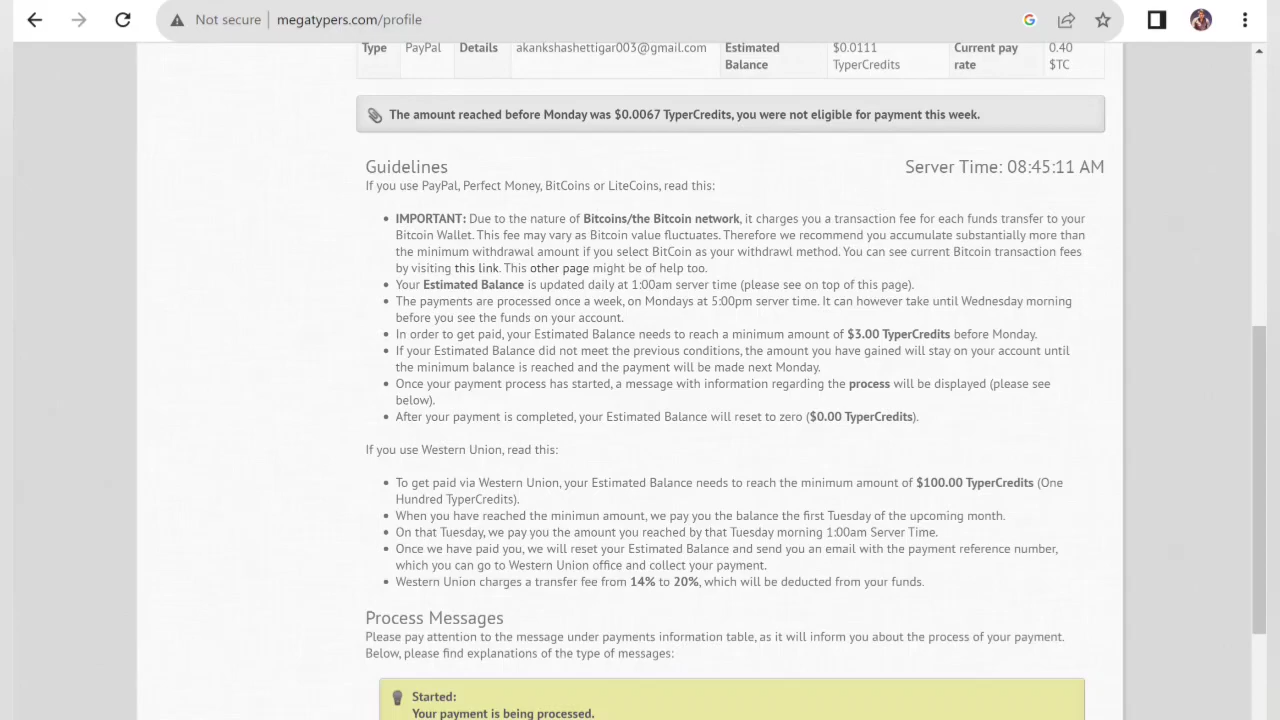 Not secure megatypers.com/profile
Type PayPal Details akankshashettigar003@gmail.com Estimated Balance $0.0111 TyperCredits Current pay rate 0.40 $TC
The amount reached before Monday was $0.0067 TyperCredits, you were not eligible for payment this week.
Guidelines
Server Time: 08:45:11 AM
If you use PayPal, Perfect Money, BitCoins or LiteCoins, read this:
IMPORTANT: Due to the nature of Bitcoins/the Bitcoin network, it charges you a transaction fee for each funds transfer to your
Bitcoin Wallet. This fee may vary as Bitcoin value fluctuates. Therefore we recommend you accumulate substantially more than
the minimum withdrawal amount if you select BitCoin as your withdrawl method. You can see current Bitcoin transaction fees
by visiting this link. This other page might be of help too.
Your Estimated Balance is updated daily at 1:00am server time (please see on top of this page).
The payments are processed once a week, on Mondays at 5:00pm server time. It can however take until Wednesday morning
before you see the funds on your account.
In order to get paid, your Estimated Balance needs to reach a minimum amount of $3.00 TyperCredits before Monday.
If your Estimated Balance did not meet the previous conditions, the amount you have gained will stay on your account until
the minimum balance is reached and the payment will be made next Monday.
Once your payment process has started, a message with information regarding the process will be displayed (please see
below).
After your payment is completed, your Estimated Balance will reset to zero ($0.00 TyperCredits).
If you use Western Union, read this:
To get paid via Western Union, your Estimated Balance needs to reach the minimum amount of $100.00 TyperCredits (One
Hundred TyperCredits).
When you have reached the minimun amount, we pay you the balance the first Tuesday of the upcoming month.
On that Tuesday, we pay you the amount you reached by that Tuesday morning 1:00am Server Time.
Once we have paid you, we will reset your Estimated Balance and send you an email with the payment reference number,
which you can go to Western Union office and collect your payment.
Western Union charges a transfer fee from 14% to 20%, which will be deducted from your funds.
Process Messages
Please pay attention to the message under payments information table, as it will inform you about the process of your payment.
Below, please find explanations of the type of messages:
Started:
Your payment is being processed.